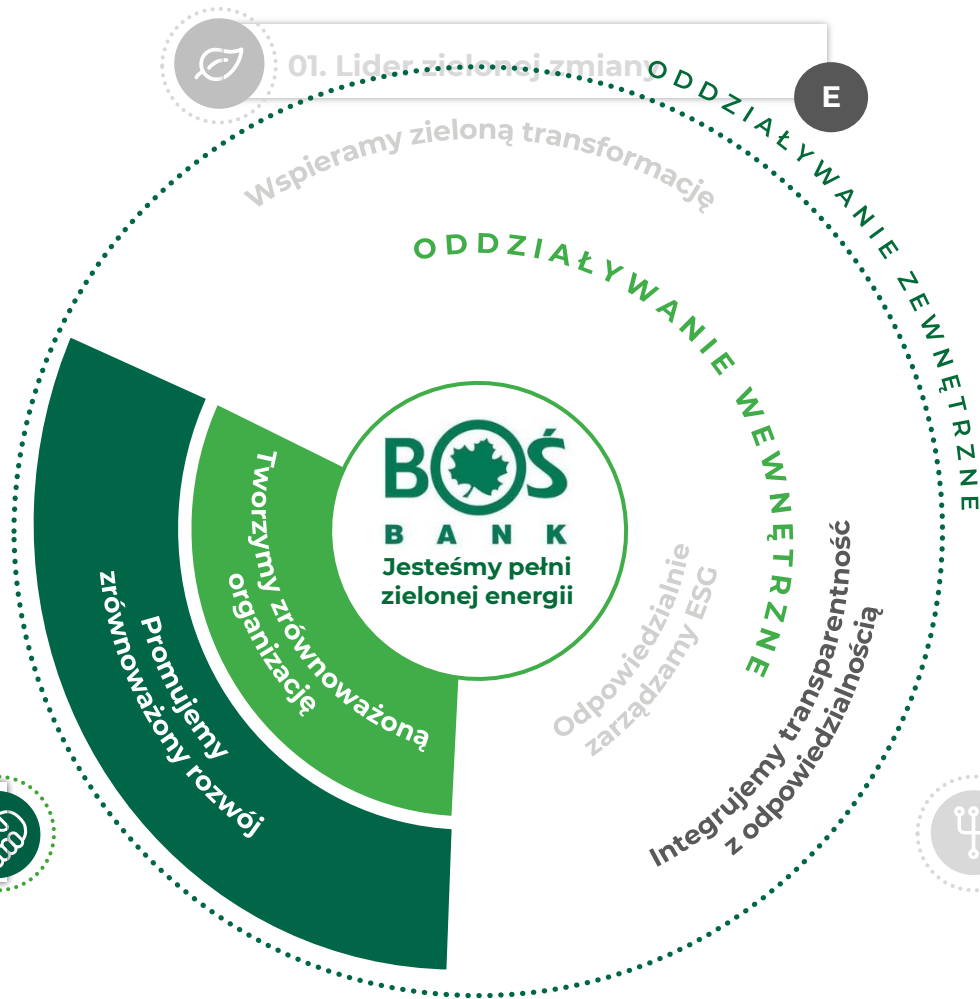 01. Lider zielonej zmiany
E
ODDZIAŁYWANIE ZEWNĘTRZNE
Wspieramy zieloną transformację
ODDZIAŁYWANIE WEWNĘTRZNE
BOŚ
BANK
Jesteśmy pełni
zielonej energii
Tworzymy zrównoważoną
organizację
Promujemy
zrównoważony rozwój
Odpowiedzialnie
zarządzamy ESG
Integrujemy transparentność
z odpowiedzialnością